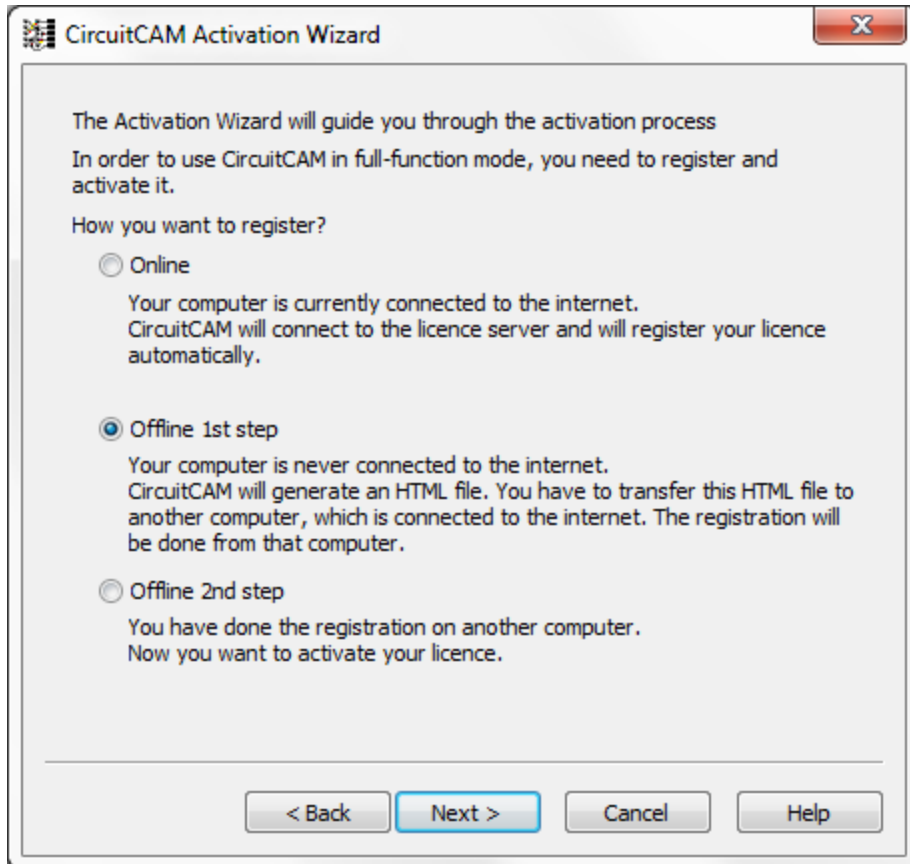 CircuitCAM Activation Wizard
The Activation Wizard will guide you through the activation process
In order to use CircuitCAM in full-function mode, you need to register and
activate it.
How you want to register?
Online
Your computer is currently connected to the internet.
CircuitCAM will connect to the licence server and will register your licence
automatically.
Offline 1st step
Your computer is never connected to the internet.
CircuitCAM will generate an HTML file. You have to transfer this HTML file to
another computer, which is connected to the internet. The registration will
be done from that computer.
Offline 2nd step
You have done the registration on another computer.
Now you want to activate your licence.
< Back Next > Cancel Help